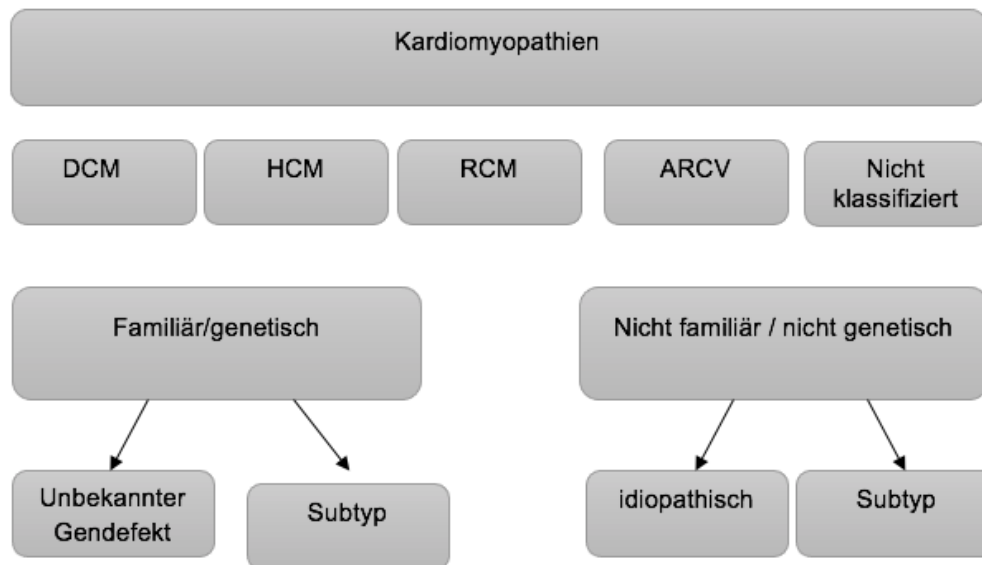 Kardiomyopathien
DCM
HCM
RCM
ARCV
Nicht
klassifiziert
Familiär/genetisch
Nicht familiär / nicht genetisch
Unbekannter
Gendefekt
Subtyp
idiopathisch
Subtyp